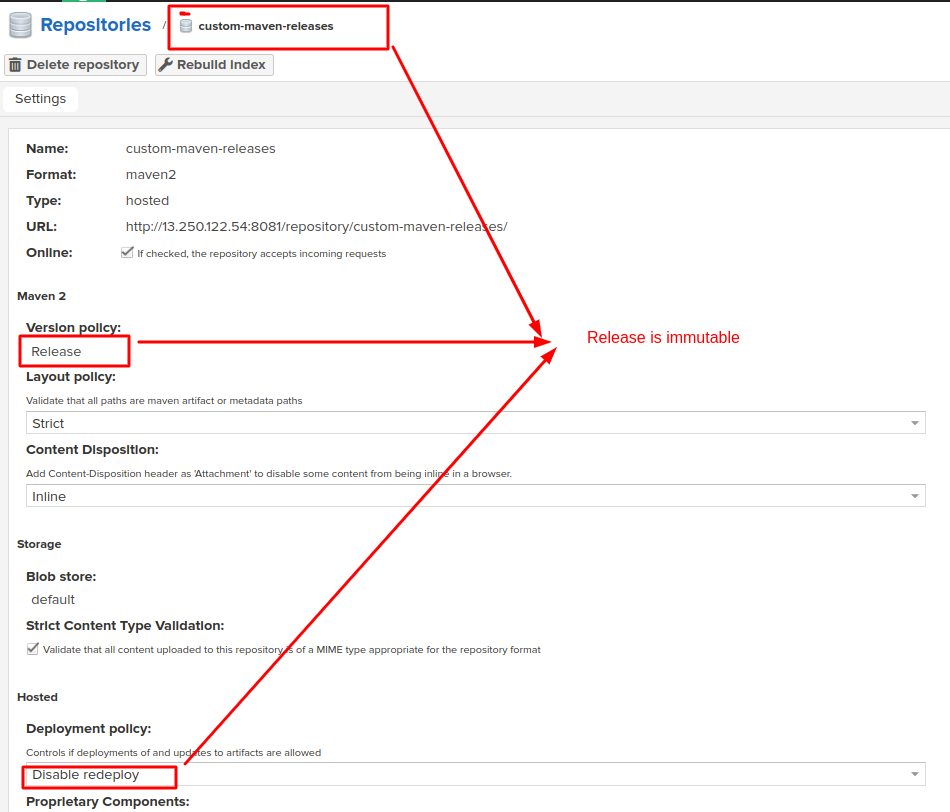 Repositories / custom-maven-releases
Delete repository Rebuild Index
Settings
Name: custom-maven-releases
Format: maven2
Type: hosted
URL: http://13.250.122.54:8081/repository/custom-maven-releases/
Online: If checked, the repository accepts incoming requests
Maven 2
Version policy:
Release is immutable
Release
Layout policy:
Validate that all paths are maven artifact or metadata paths
Strict
Content Disposition:
Add Content-Disposition header as 'Attachment' to disable some content from being inline in a browser.
Inline
Storage
Blob store:
default
Strict Content Type Validation:
Validate that all content uploaded to this repository is of a MIME type appropriate for the repository format
Hosted
Deployment policy:
Controls if deployments of and updates to artifacts are allowed
Disable redeploy
Proprietary Components: